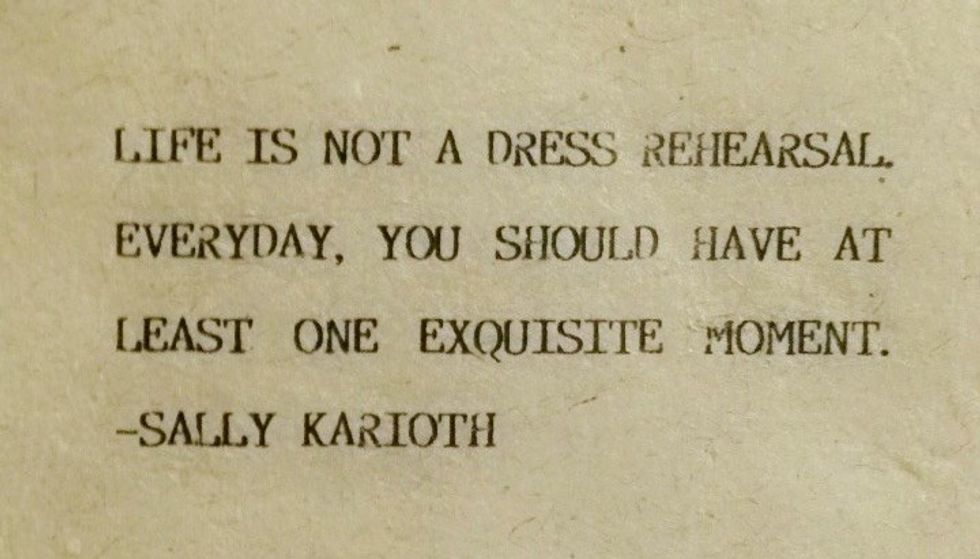 LIFE IS NOT A DRESS REHEARSAL.
EVERYDAY, YOU SHOULD HAVE AT
LEAST ONE EXQUISITE MOMENT.
-SALLY KARIOTH